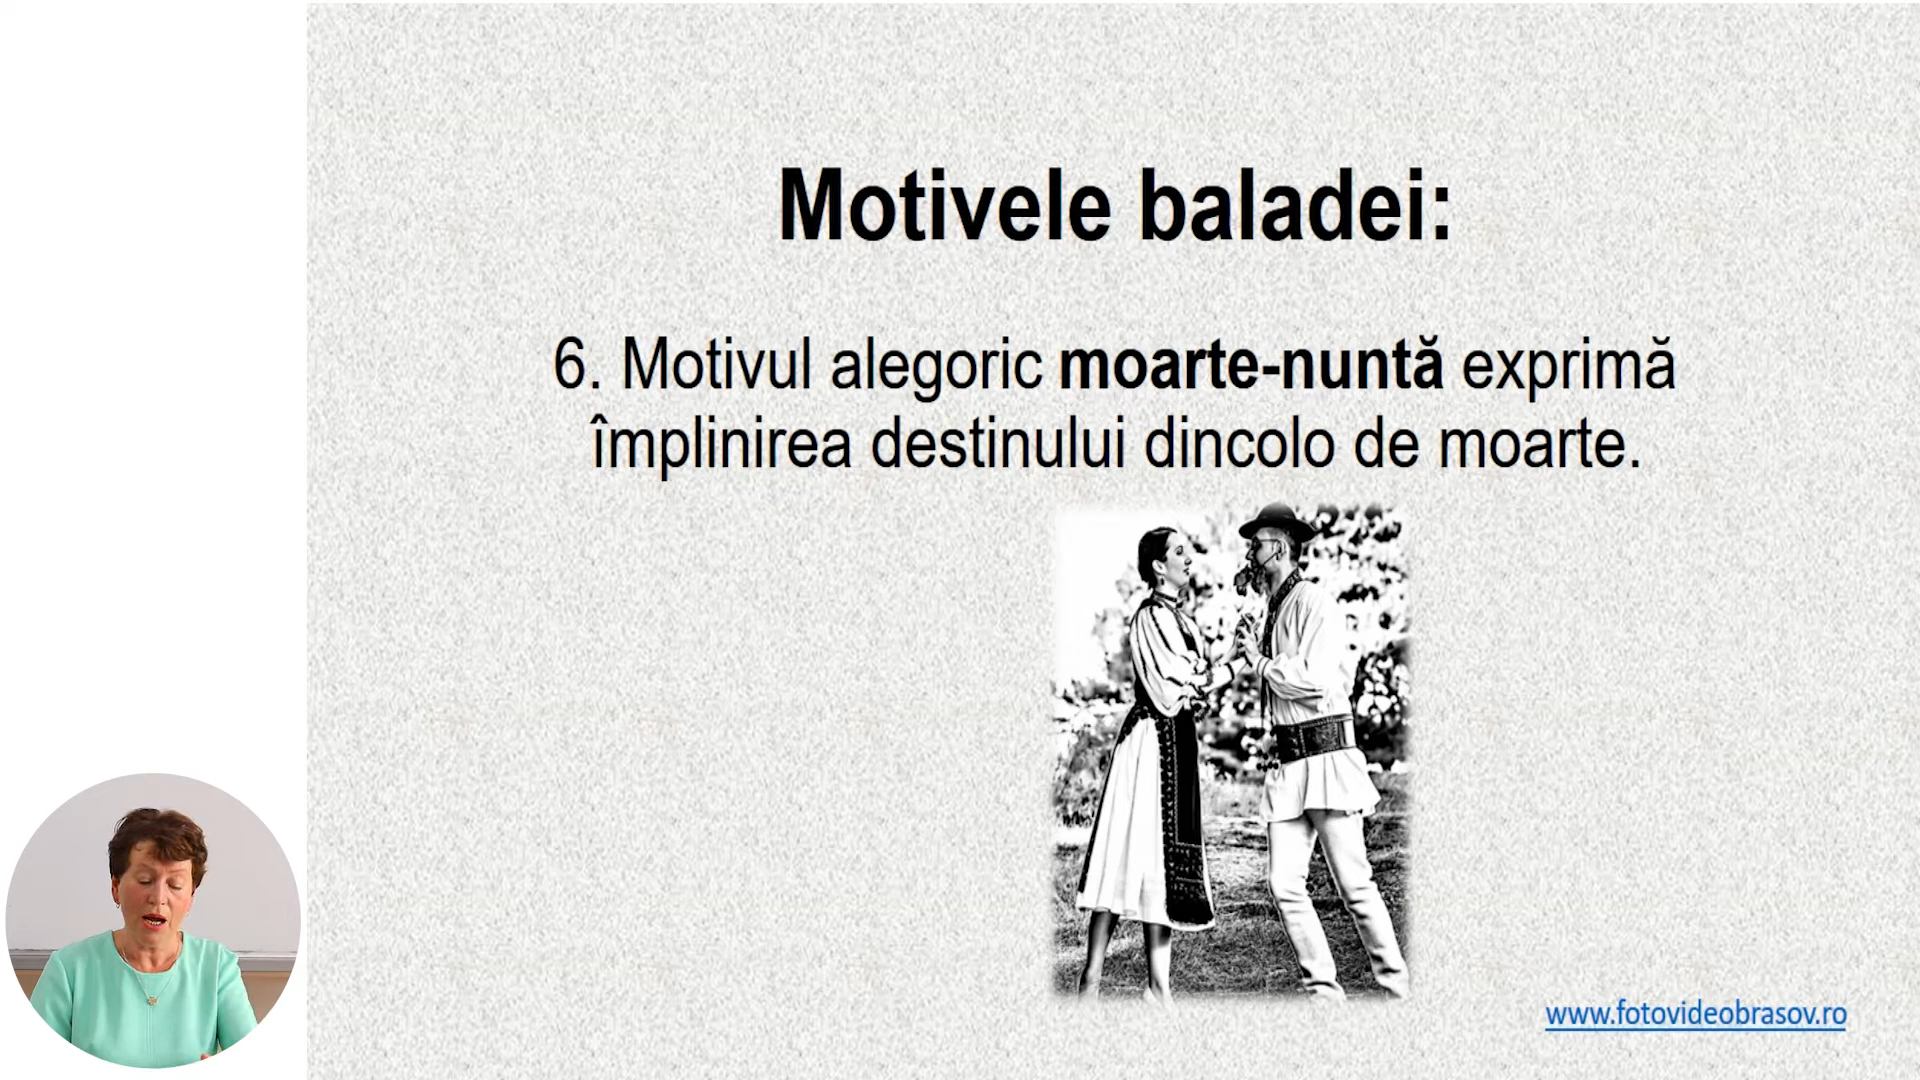 Motivele baladei:
6. Motivul alegoric moarte-nuntă exprimă
împlinirea destinului dincolo de moarte.
www.fotovideobrasov.ro